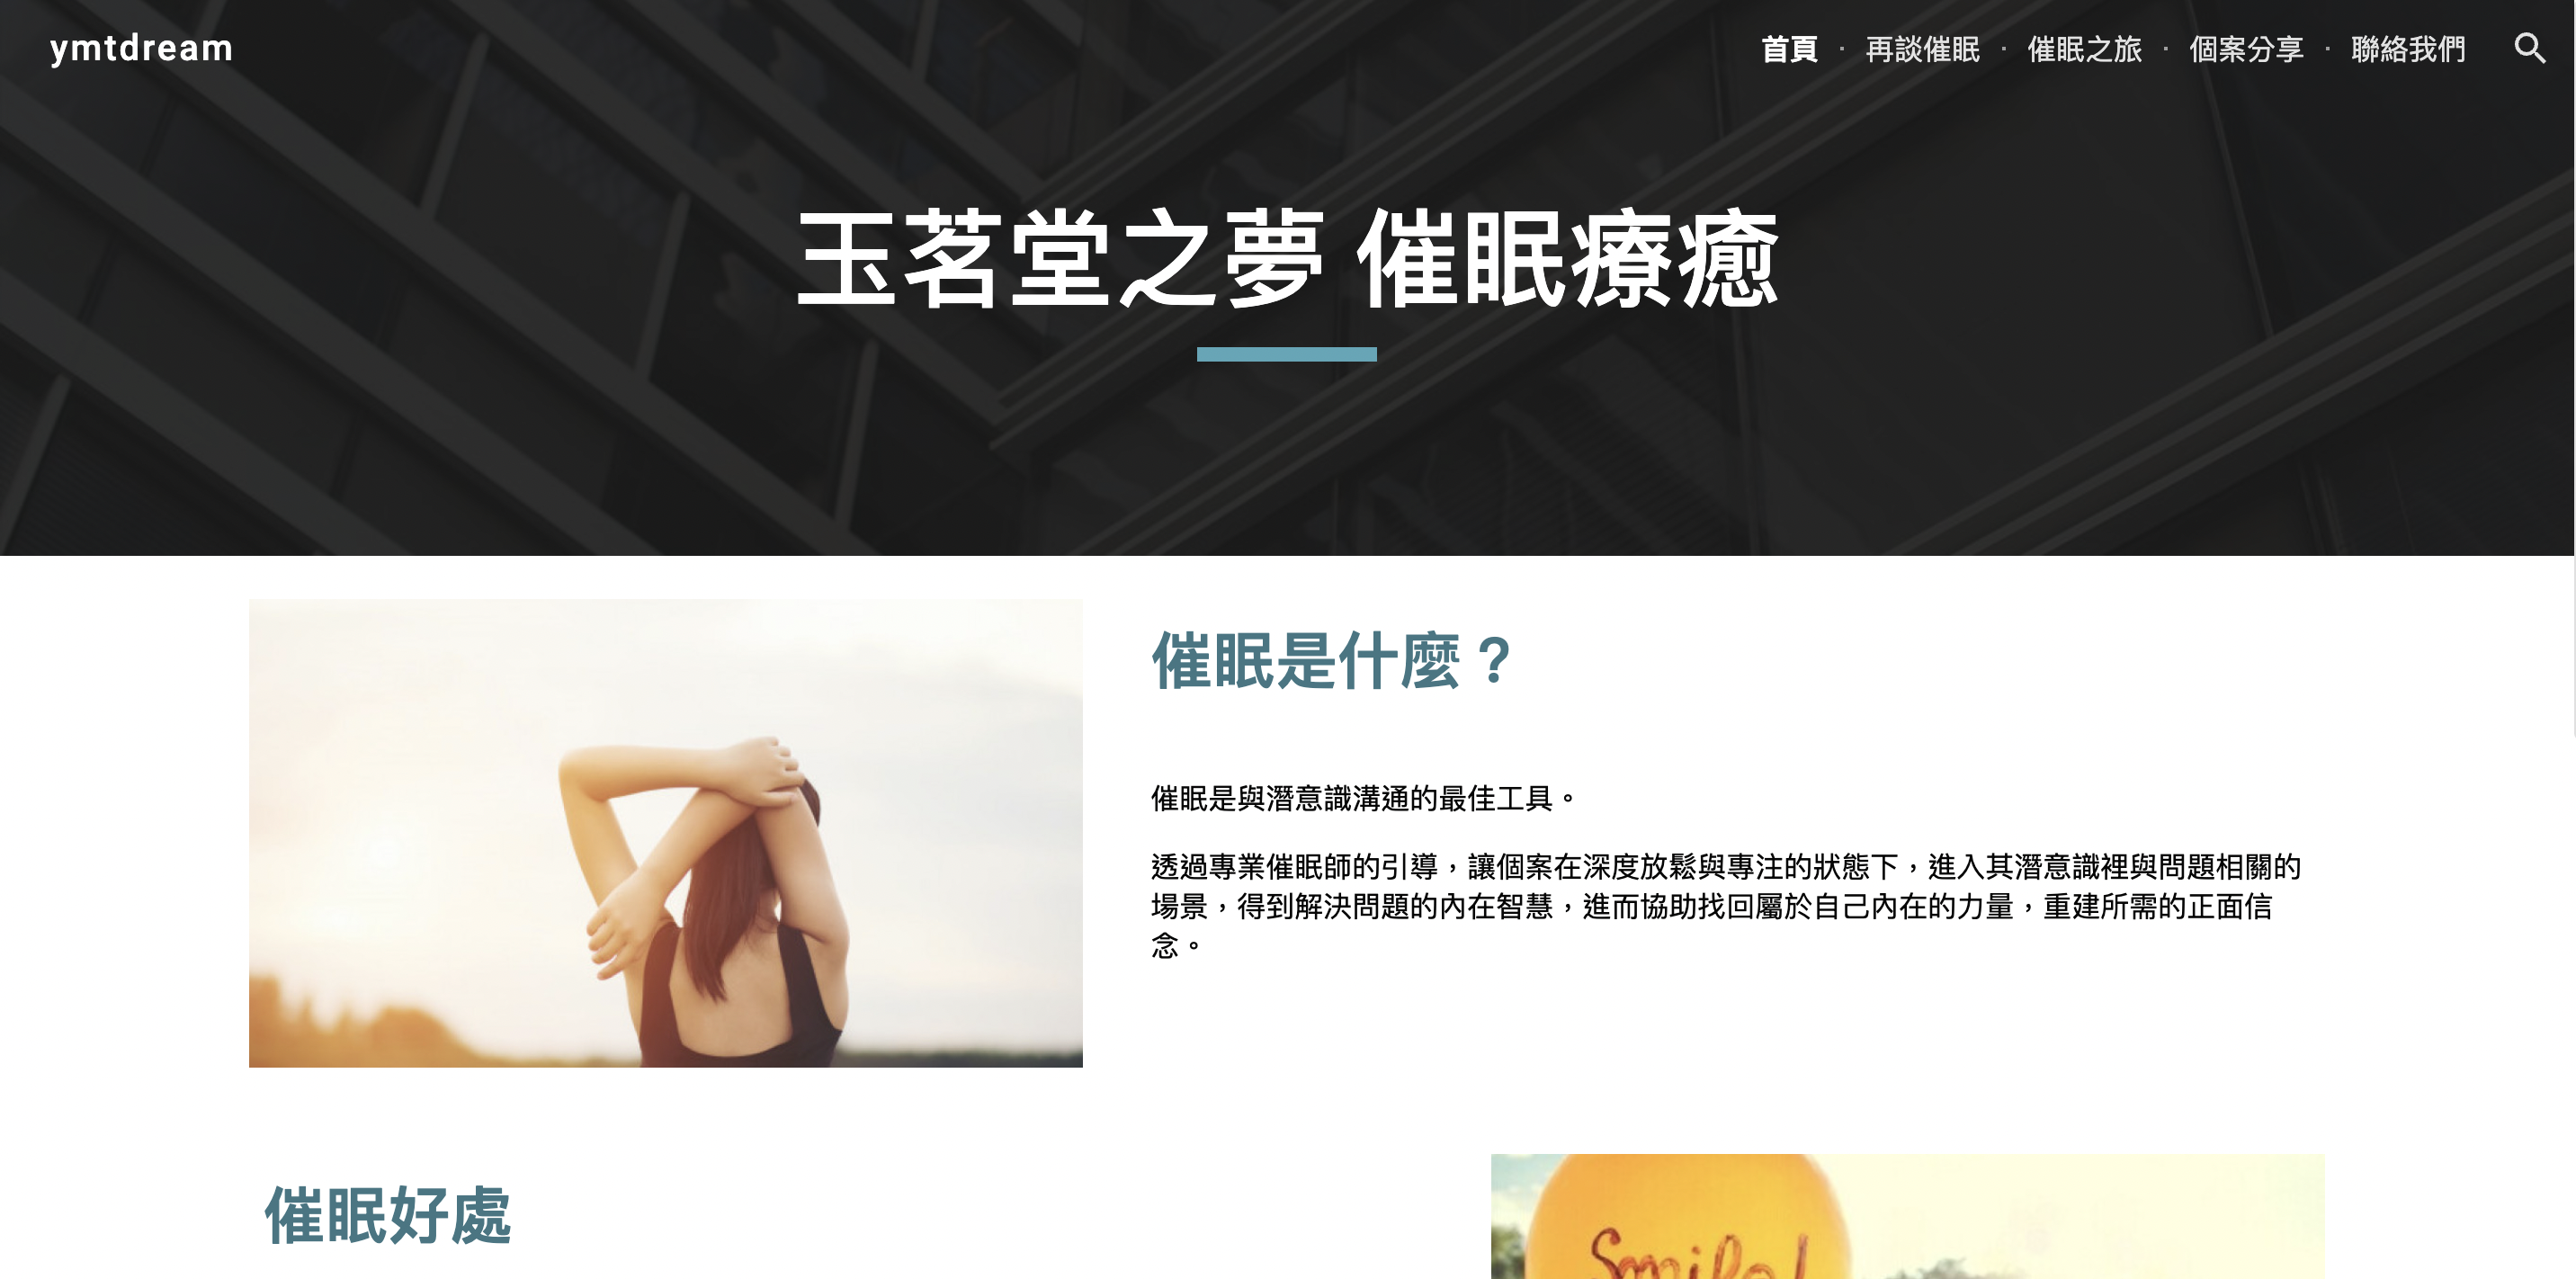 ymtdream
首頁 · 再談催眠 · 催眠之旅 · 個案分享 · 聯絡我們
玉茗堂之夢 催眠療癒
催眠是什麼？
催眠是與潛意識溝通的最佳工具。
透過專業催眠師的引導，讓個案在深度放鬆與專注的狀態下，進入其潛意識裡與問題相關的
場景，得到解決問題的內在智慧，進而協助找回屬於自己內在的力量，重建所需的正面信
念。
催眠好處
Smile!